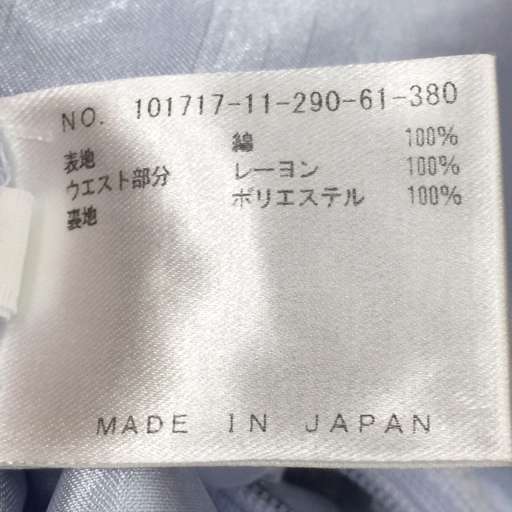 NO. 101717-11-290-61-380
表地 綿 100%
ウエスト部分 レーヨン 100%
裏地 ポリエステル 100%
MADE IN JAPAN